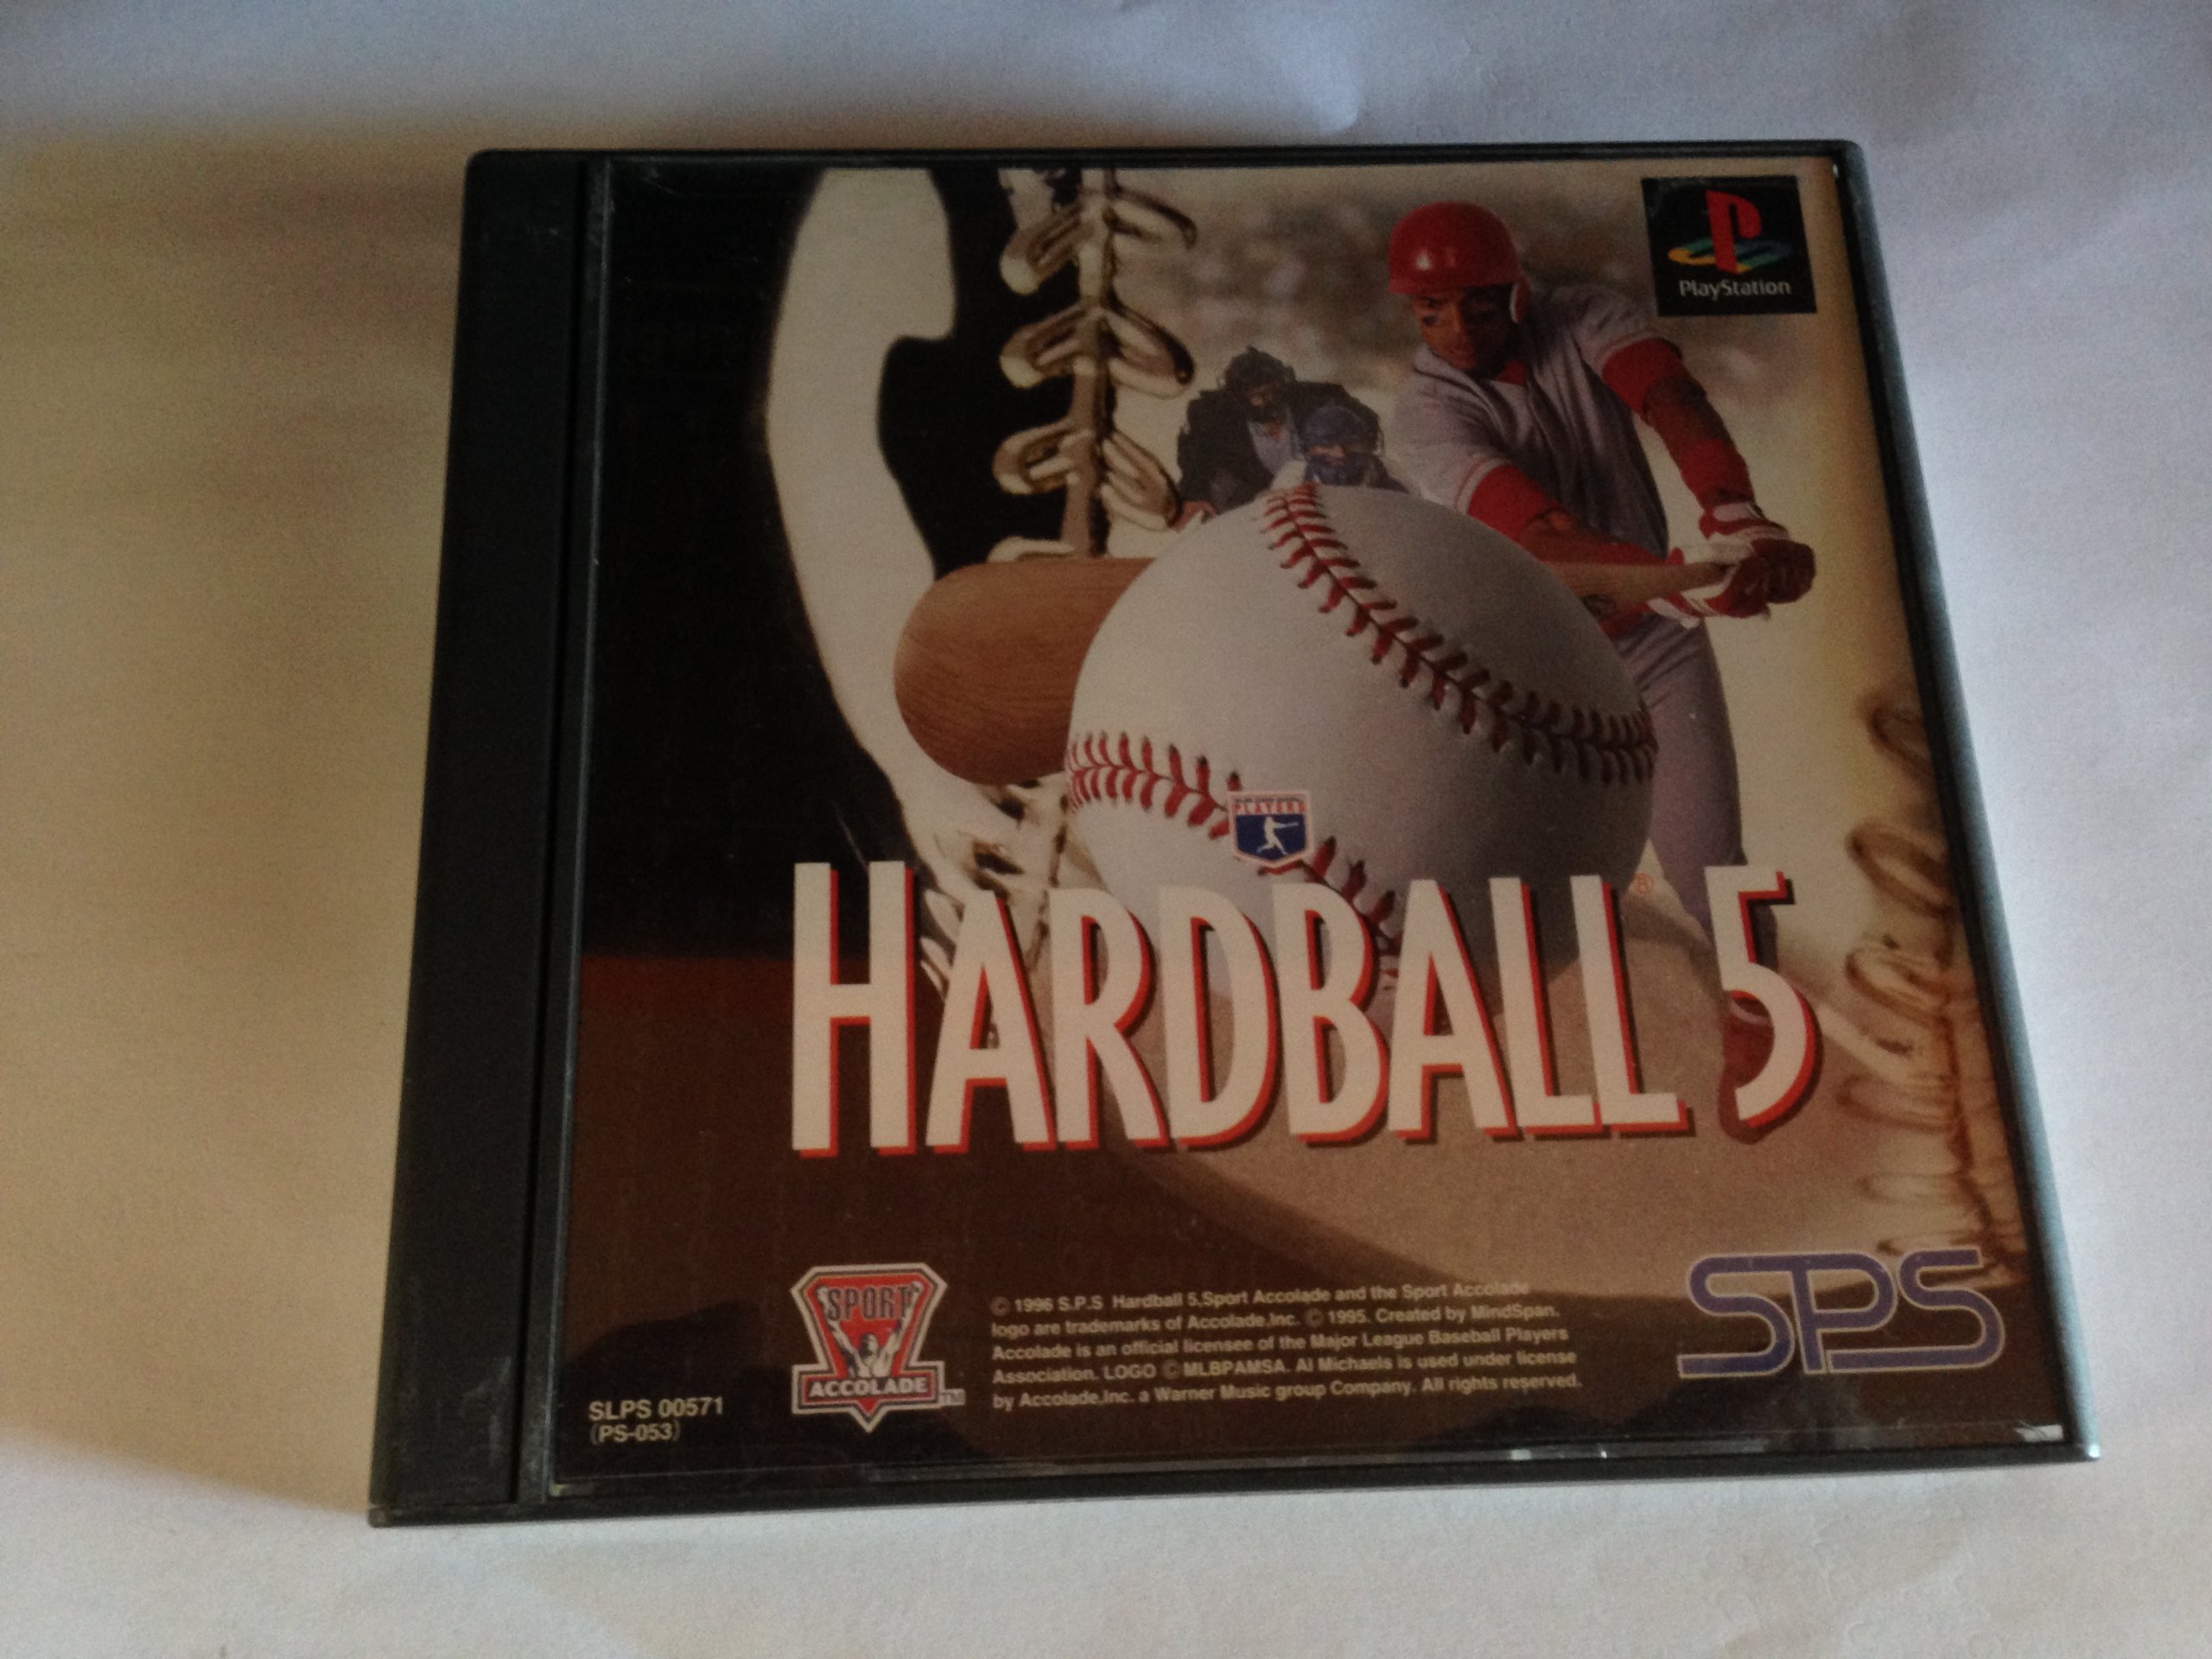 PlayStation
PLAYERS
HARDBALL 5
®
SPORT
ACCOLADE
TM
© 1996 S.P.S Hardball 5.Sport Accolade and the Sport Accolade
logo are trademarks of Accolade,Inc. © 1995. Created by MindSpan.
Accolade is an official licensee of the Major League Baseball Players
Association. LOGO ©MLBPAMSA. Al Michaels is used under license
by Accolade,Inc. a Warner Music group Company. All rights reserved.
SPS
SLPS 00571
(PS-053)